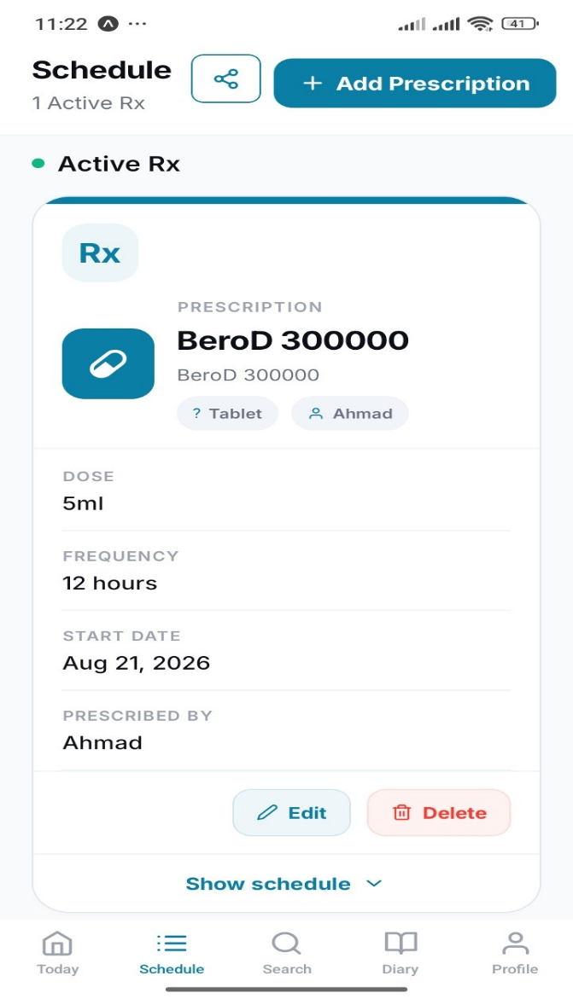 11:22 ...
41
Schedule
1 Active Rx
+ Add Prescription
Active Rx
Rx
PRESCRIPTION
BeroD 300000
BeroD 300000
? Tablet
Ahmad
DOSE
5ml
FREQUENCY
12 hours
START DATE
Aug 21, 2026
PRESCRIBED BY
Ahmad
Edit
Delete
Show schedule
Today
Schedule
Search
Diary
Profile